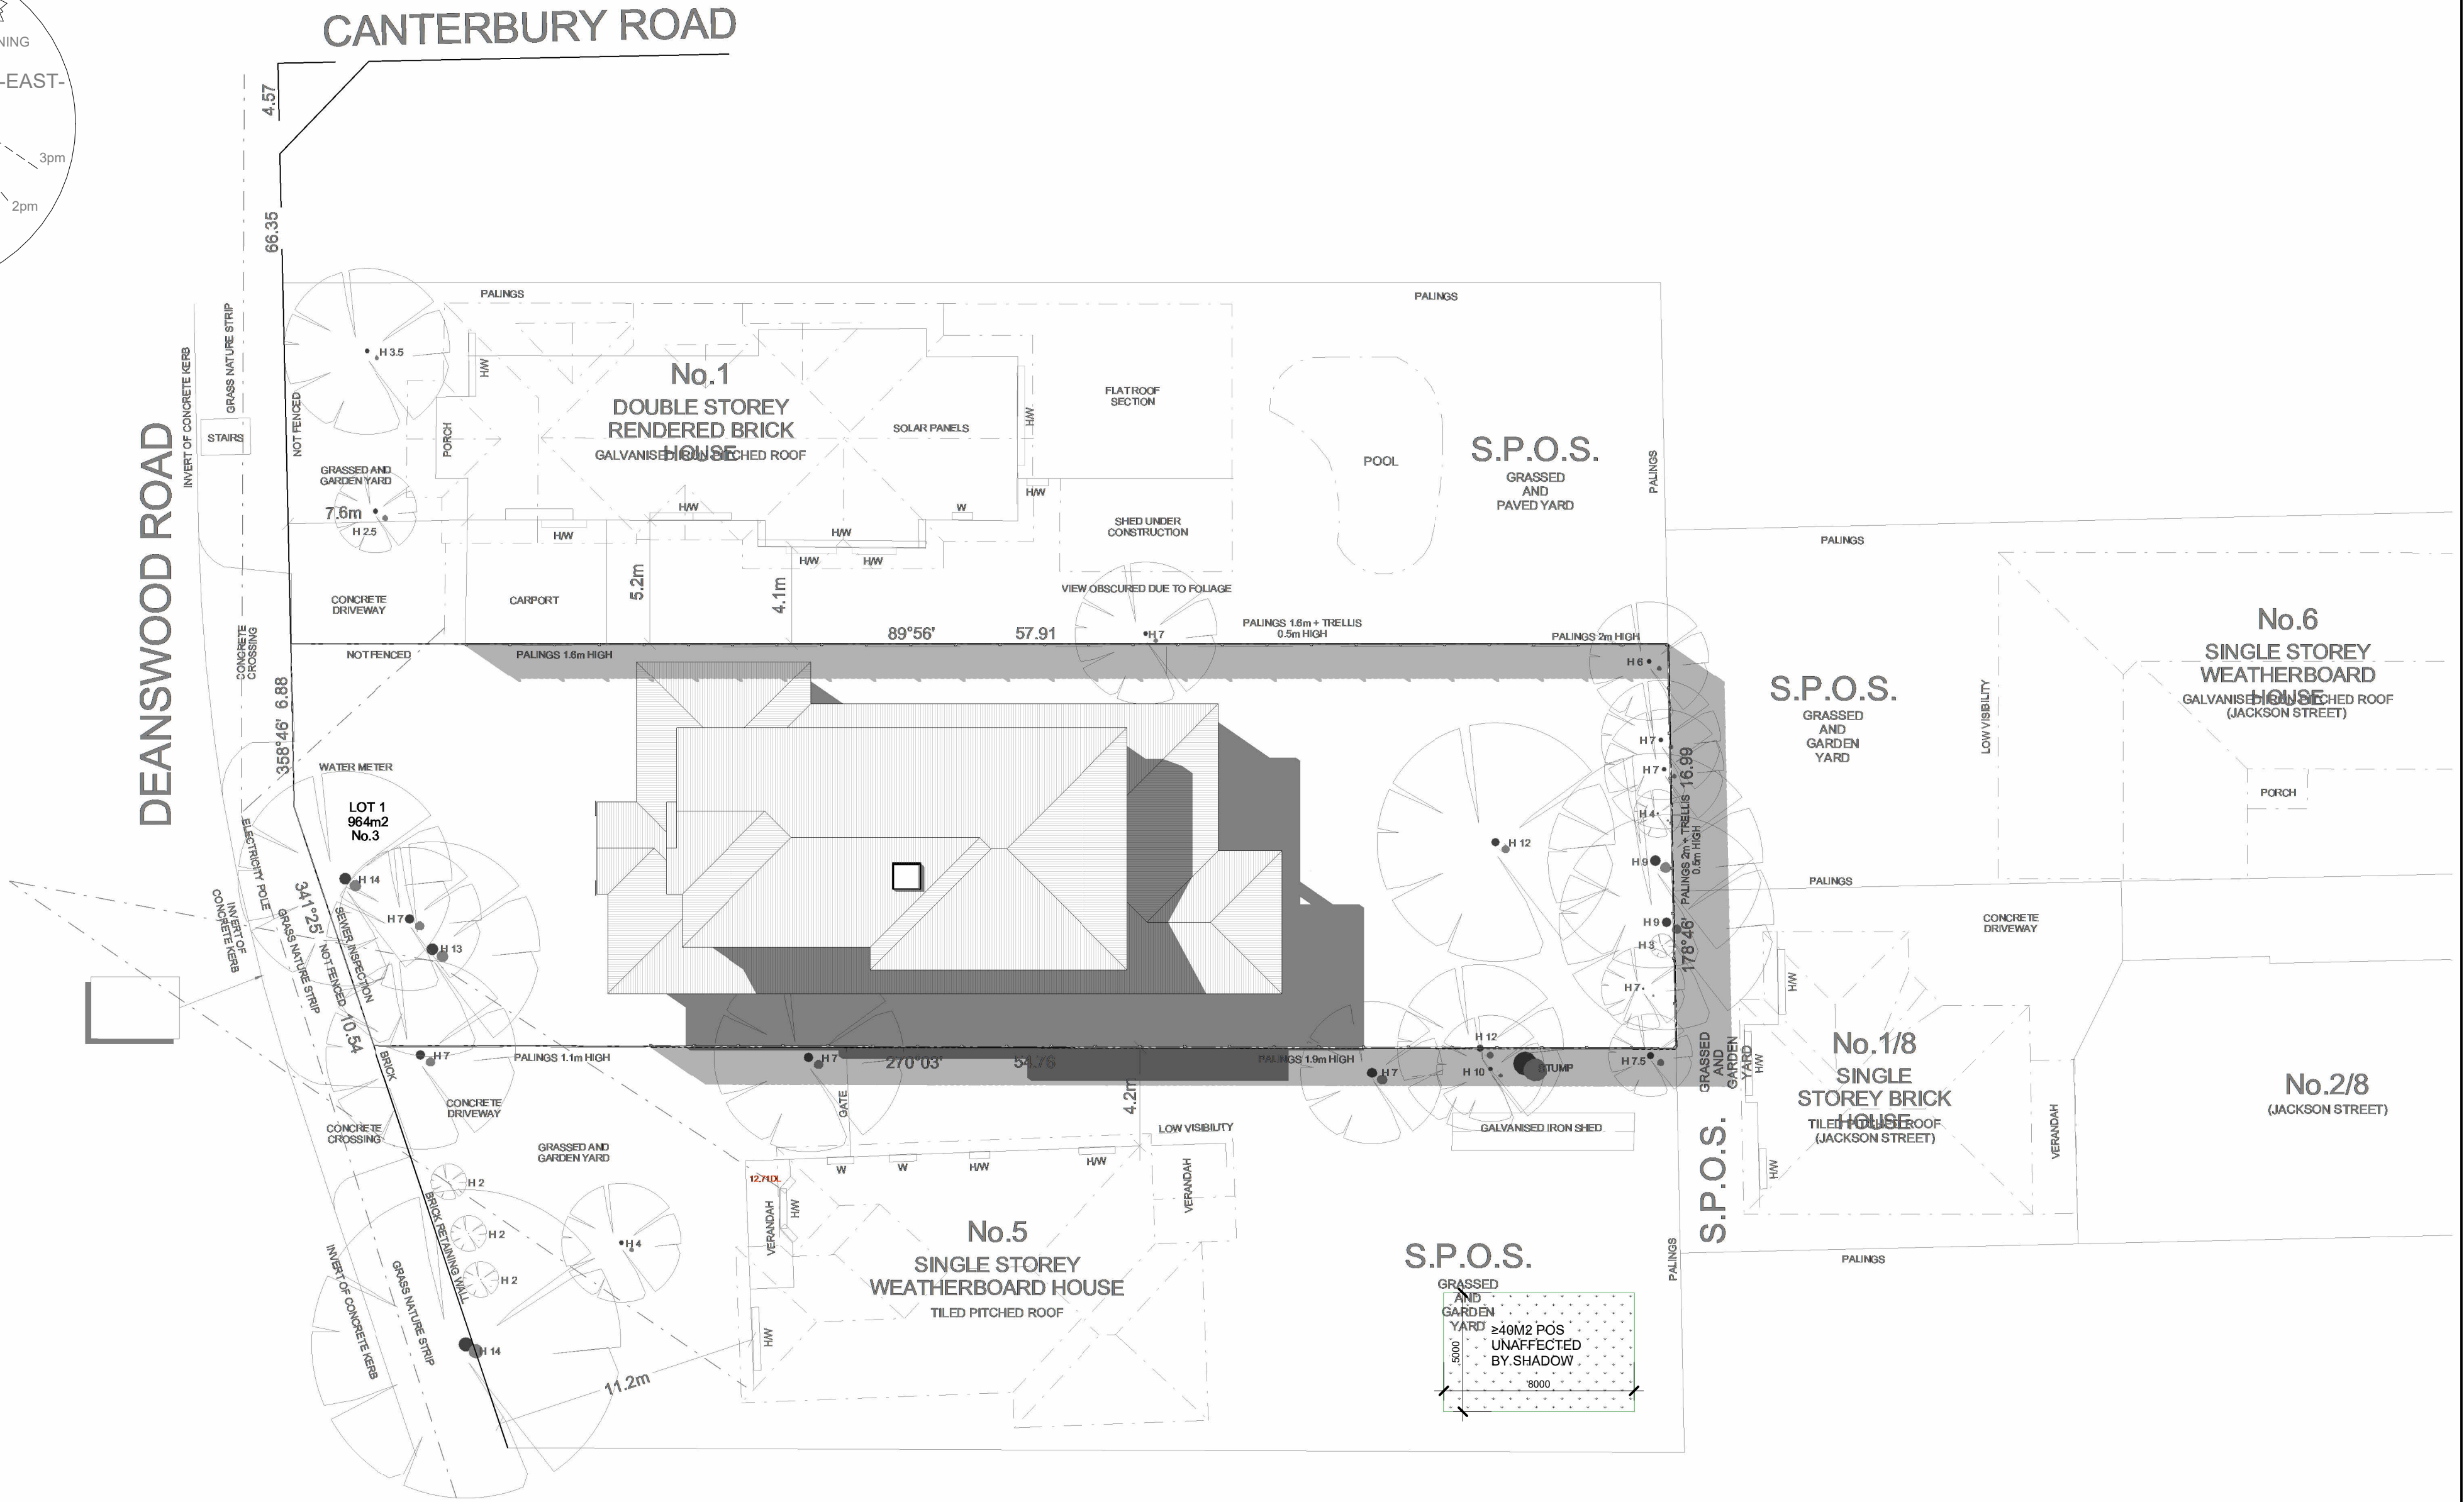 CANTERBURY ROAD
NING
-EAST-
3pm
2pm
4.57
66.35
DEANSWOOD ROAD
INVERT OF CONCRETE KERB
GRASS NATURE STRIP
STAIRS
NOT FENCED
PALINGS
PALINGS
H 3.5
H/W
PORCH
No.1
DOUBLE STOREY
RENDERED BRICK
HOUSE
GALVANISED IRON PITCHED ROOF
SOLAR PANELS
H/W
FLAT ROOF
SECTION
POOL
S.P.O.S.
GRASSED
AND
PAVED YARD
PALINGS
GRASSED AND
GARDEN YARD
7.6m
H 2.5
H/W
H/W
H/W
W
H/W
H/W
H/W
SHED UNDER
CONSTRUCTION
CONCRETE
DRIVEWAY
CARPORT
5.2m
4.1m
VIEW OBSCURED DUE TO FOLIAGE
PALINGS
CONCRETE
CROSSING
NOT FENCED
PALINGS 1.6m HIGH
89°56'
57.91
H7
PALINGS 1.6m + TRELLIS
0.5m HIGH
PALINGS 2m HIGH
H 6
358°46' 6.88
WATER METER
LOT 1
964m2
No.3
ELECTRICITY POLE
INVERT OF
CONCRETE KERB
GRASS NATURE STRIP
341°25'
NOT FENCED
10.54
SEWER INSPECTION
H 14
H 7
H 13
H 7
H 12
H 7
H 7
H 4
H 9
H 9
H 3
H 7
PALINGS 2m + TRELLIS
0.5m HIGH
16.99
178°46'
S.P.O.S.
GRASSED
AND
GARDEN
YARD
LOW VISIBILITY
No.6
SINGLE STOREY
WEATHERBOARD
HOUSE
GALVANISED IRON PITCHED ROOF
(JACKSON STREET)
PORCH
PALINGS
CONCRETE
DRIVEWAY
BRICK
PALINGS 1.1m HIGH
H 7
270°03'
54.76
PALINGS 1.9m HIGH
H 7
H 12
H 10
STUMP
H 7.5
GRASSED
AND
GARDEN
YARD
H/W
H/W
H/W
No.1/8
SINGLE
STOREY BRICK
HOUSE
TILED PITCHED ROOF
(JACKSON STREET)
VERANDAH
No.2/8
(JACKSON STREET)
CONCRETE
DRIVEWAY
CONCRETE
CROSSING
GRASSED AND
GARDEN YARD
GATE
4.2m
LOW VISIBILITY
GALVANISED IRON SHED
W
W
H/W
H/W
12.71DL
VERANDAH
H/W
VERANDAH
H 2
H 2
H 2
H 4
BRICK RETAINING WALL
No.5
SINGLE STOREY
WEATHERBOARD HOUSE
TILED PITCHED ROOF
H/W
S.P.O.S.
GRASSED
AND
GARDEN
YARD
S.P.O.S.
PALINGS
PALINGS
≥40M2 POS
UNAFFECTED
BY SHADOW
5000
8000
INVERT OF CONCRETE KERB
GRASS NATURE STRIP
H 14
11.2m